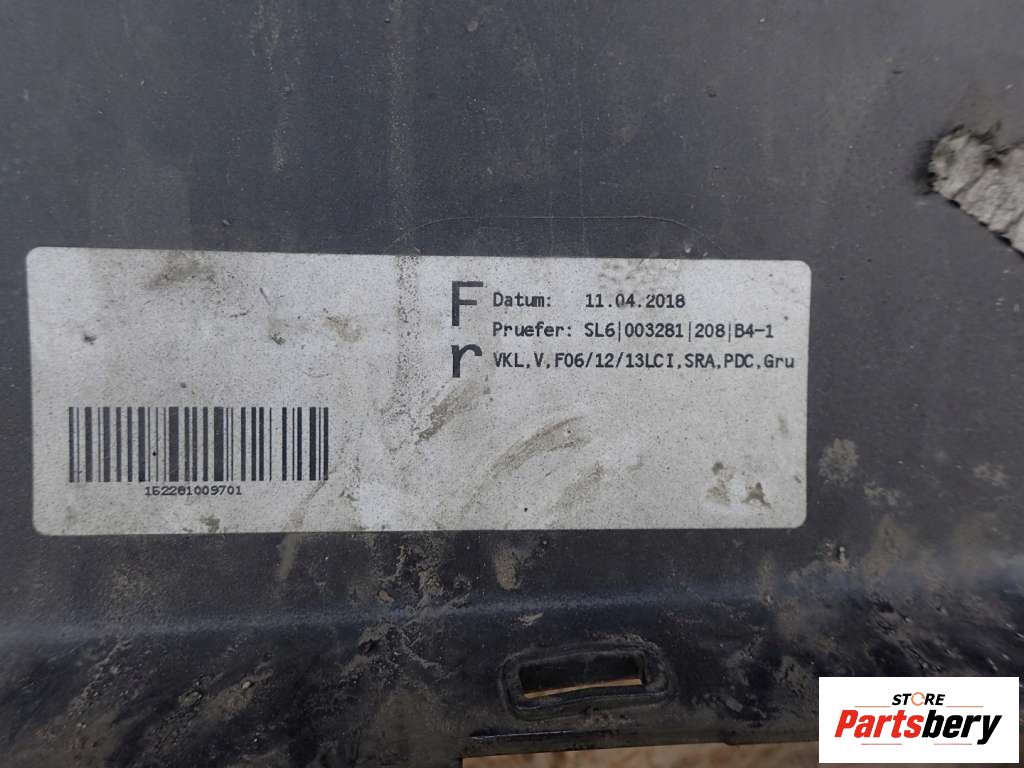 F
r
Datum: 11.04.2018
Pruefer: SL6|003281|208|B4-1
VKL,V,F06/12/13LCI,SRA,PDC,Gru
152281009701
STORE
Partsbery